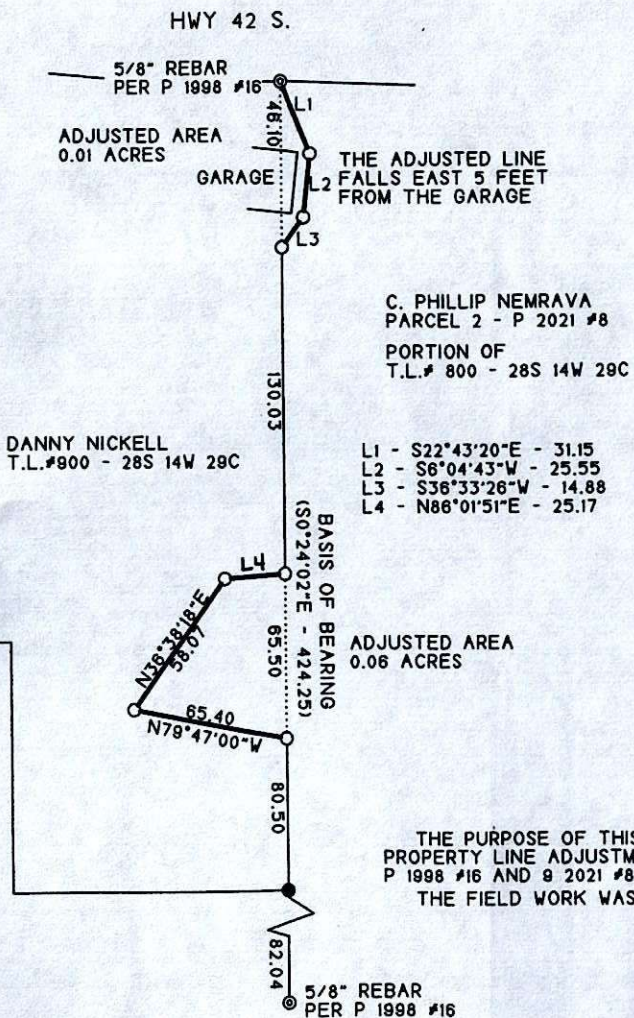 HWY 42 S.
5/8" REBAR
PER P 1998 #16
46.10
L1
ADJUSTED AREA
0.01 ACRES
GARAGE
L2
THE ADJUSTED LINE
FALLS EAST 5 FEET
FROM THE GARAGE
L3
C. PHILLIP NEMRAVA
PARCEL 2 - P 2021 #8
PORTION OF
T.L.# 800 - 28S 14W 29C
130.03
DANNY NICKELL
T.L.#900 - 28S 14W 29C
L1 - S22°43'20"E - 31.15
L2 - S6°04'43"W - 25.55
L3 - S36°33'26"W - 14.88
L4 - N86°01'51"E - 25.17
BASIS OF BEARING
(S0°24'02"E - 424.25)
L4
N36°38'18"E
58.07
65.50
ADJUSTED AREA
0.06 ACRES
65.40
N79°47'00"W
80.50
THE PURPOSE OF THIS
PROPERTY LINE ADJUSTM
P 1998 #16 AND 9 2021 #8
THE FIELD WORK WAS
82.04
5/8" REBAR
PER P 1998 #16